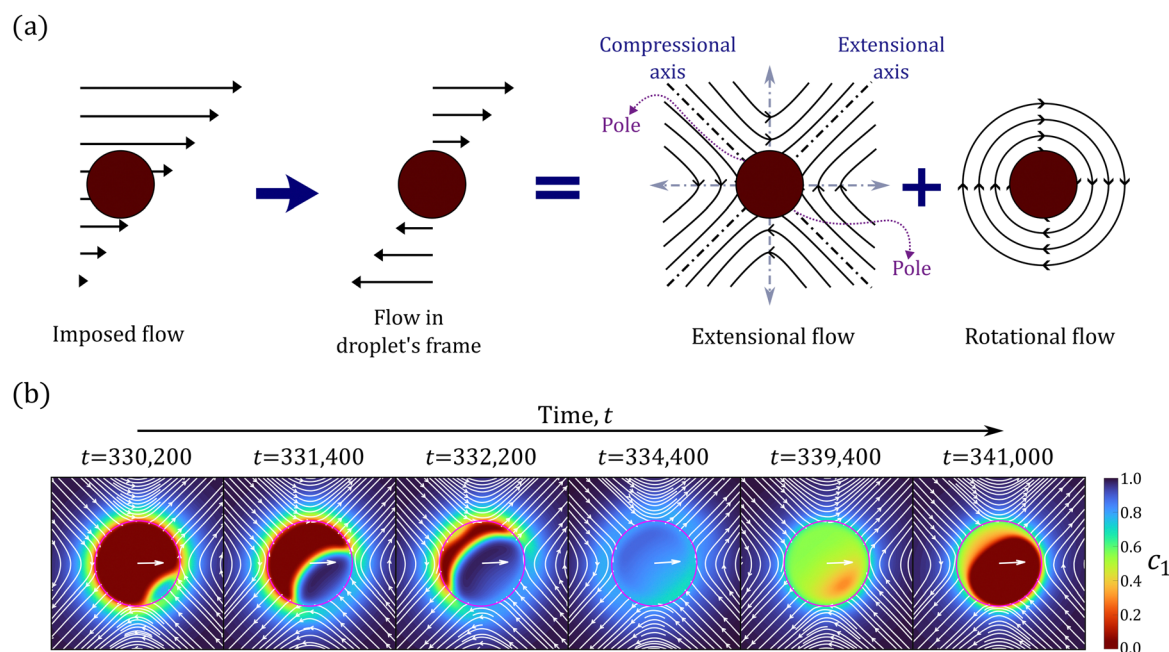 (a)
Compressional
axis
Extensional
axis
Pole
Pole
Imposed flow
Flow in
droplet's frame
Extensional flow
Rotational flow
(b)
Time, t
t=330,200
t=331,400
t=332,200
t=334,400
t=339,400
t=341,000
1.0
0.8
0.6
0.4
0.2
0.0
c₁